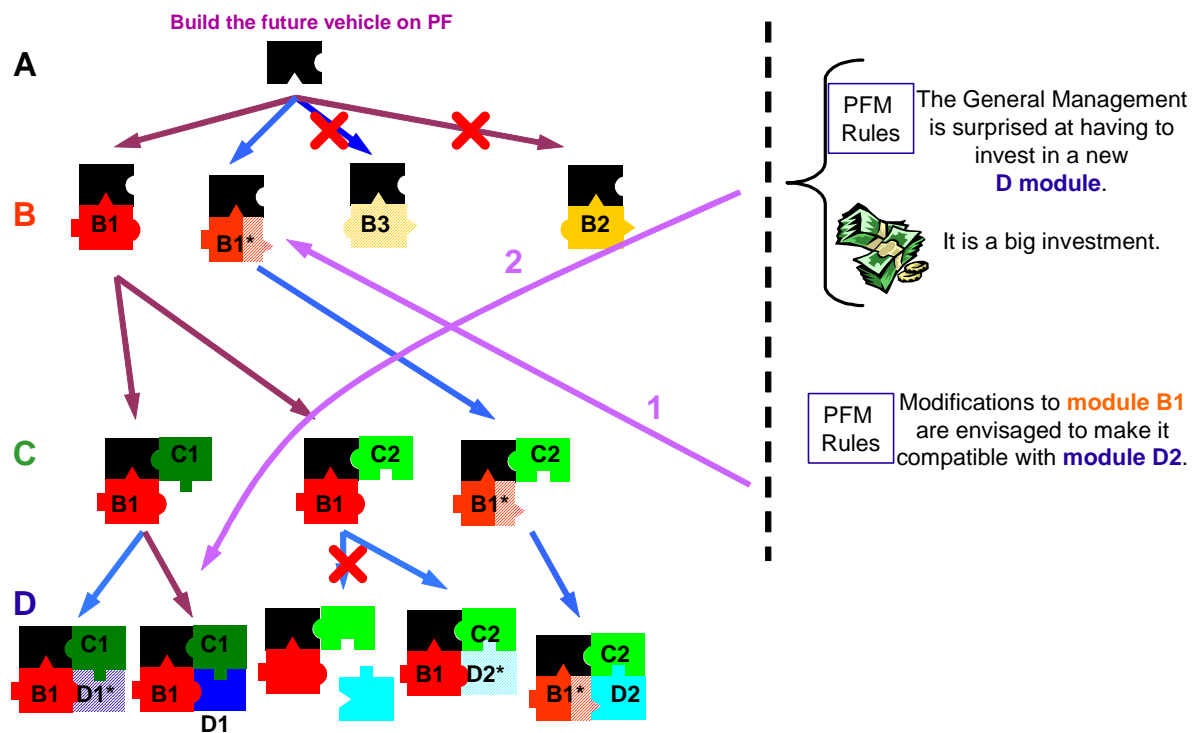 Build the future vehicle on PF
A
PFM
Rules
The General Management
is surprised at having to
invest in a new
D module.
B
B1
B1*
B3
B2
2
It is a big investment.
1
PFM
Rules
Modifications to module B1
are envisaged to make it
compatible with module D2.
C
C1
B1
C2
B1
C2
B1*
D
C1
B1
D1*
C1
B1
D1
C2
B1
D2*
C2
B1*
D2